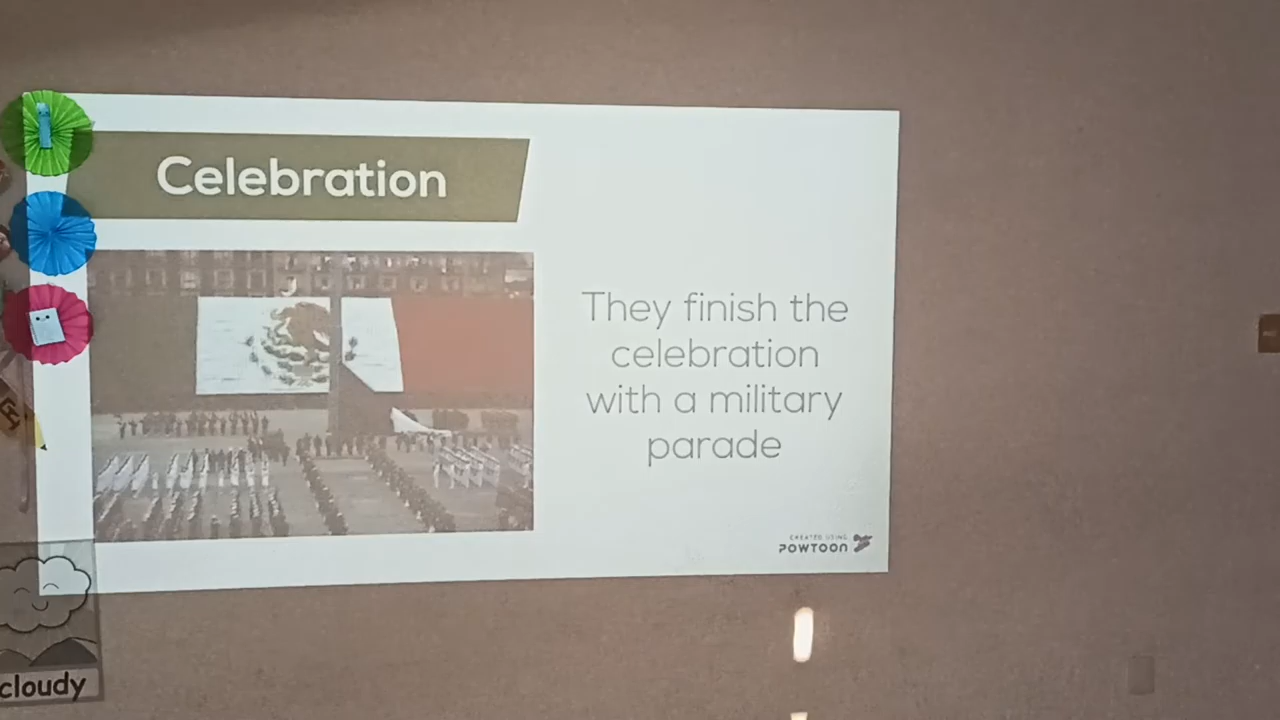 Celebration
They finish the
celebration
with a military
parade
CREATED USING
POWTOON
cloudy